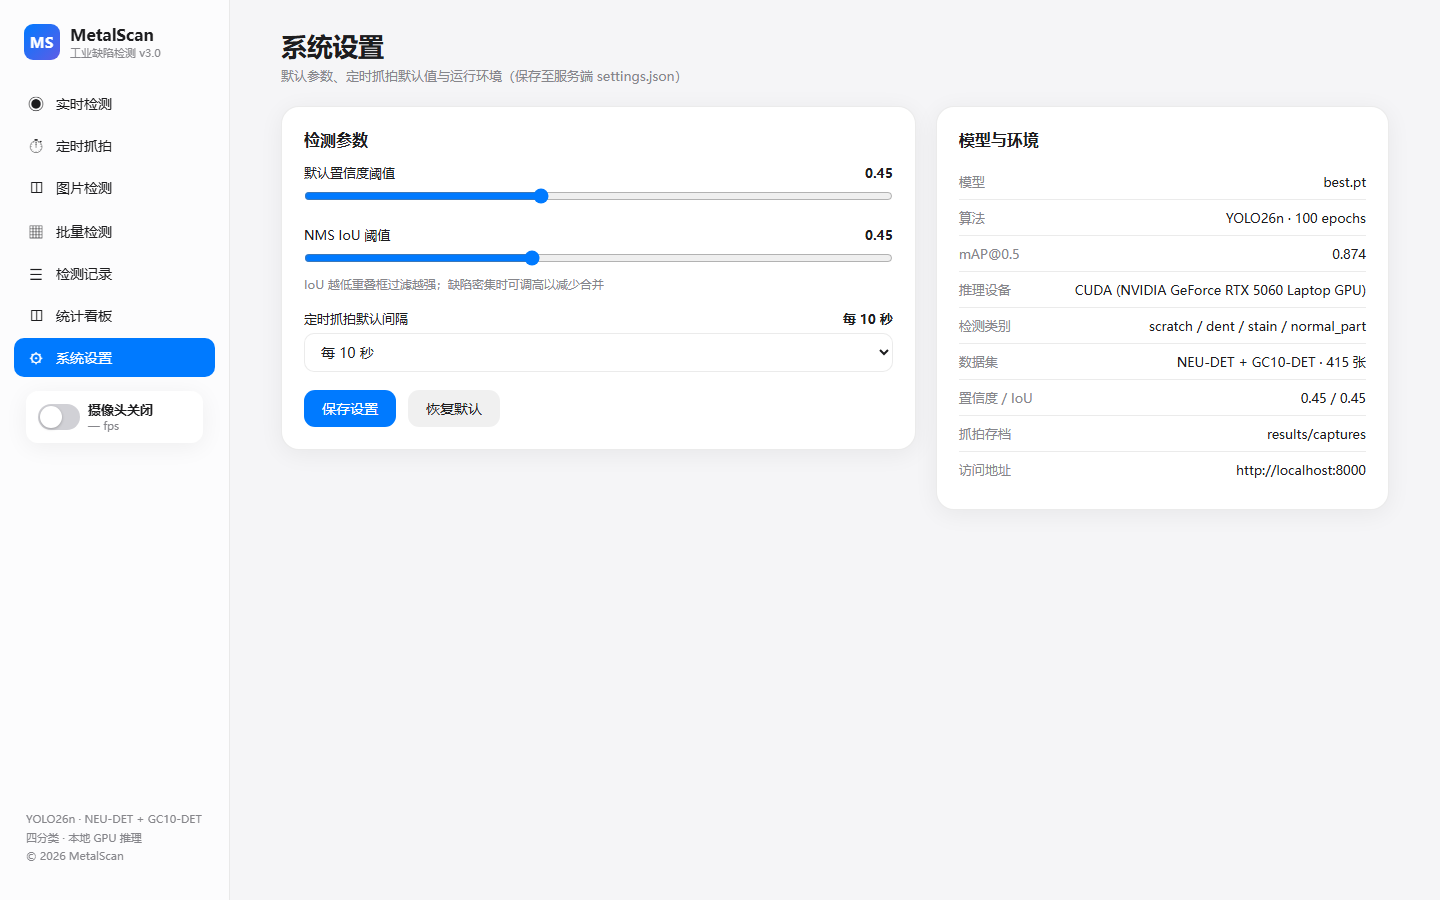 MS
MetalScan
工业缺陷检测 v3.0
实时检测
定时抓拍
图片检测
批量检测
检测记录
统计看板
系统设置
摄像头关闭
— fps
YOLO26n · NEU-DET + GC10-DET
四分类 · 本地 GPU 推理
© 2026 MetalScan
系统设置
默认参数、定时抓拍默认值与运行环境（保存至服务端 settings.json）
检测参数
默认置信度阈值 0.45
NMS IoU 阈值 0.45
IoU 越低重叠框过滤越强；缺陷密集时可调高以减少合并
定时抓拍默认间隔 每 10 秒
每 10 秒
保存设置 恢复默认
模型与环境
模型 best.pt
算法 YOLO26n · 100 epochs
mAP@0.5 0.874
推理设备 CUDA (NVIDIA GeForce RTX 5060 Laptop GPU)
检测类别 scratch / dent / stain / normal_part
数据集 NEU-DET + GC10-DET · 415 张
置信度 / IoU 0.45 / 0.45
抓拍存档 results/captures
访问地址 http://localhost:8000